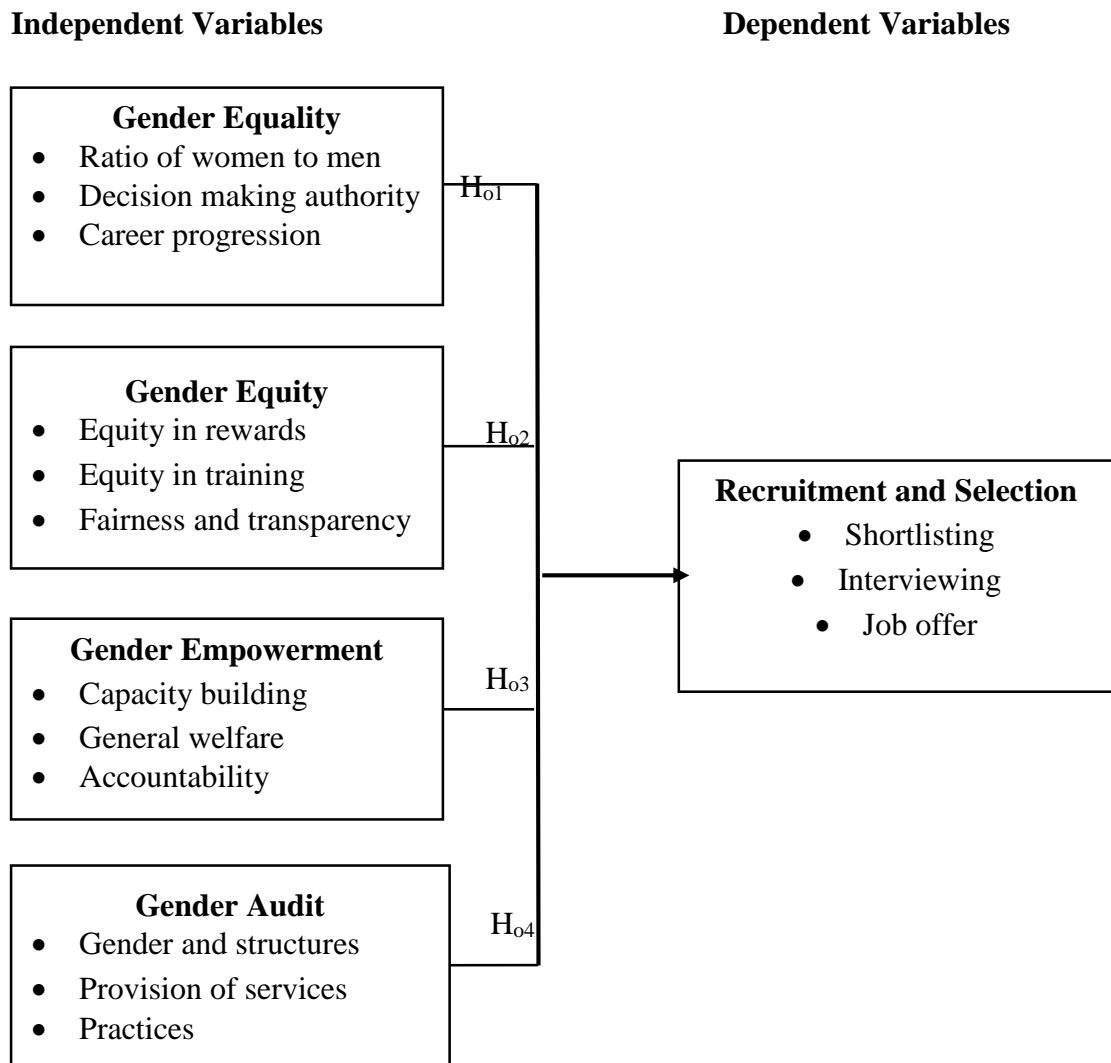 Independent Variables
Dependent Variables
Gender Equality
• Ratio of women to men
• Decision making authority
• Career progression
Ho1
Gender Equity
• Equity in rewards
• Equity in training
• Fairness and transparency
Ho2
Recruitment and Selection
• Shortlisting
• Interviewing
• Job offer
Gender Empowerment
• Capacity building
• General welfare
• Accountability
Ho3
Gender Audit
• Gender and structures
• Provision of services
• Practices
Ho4